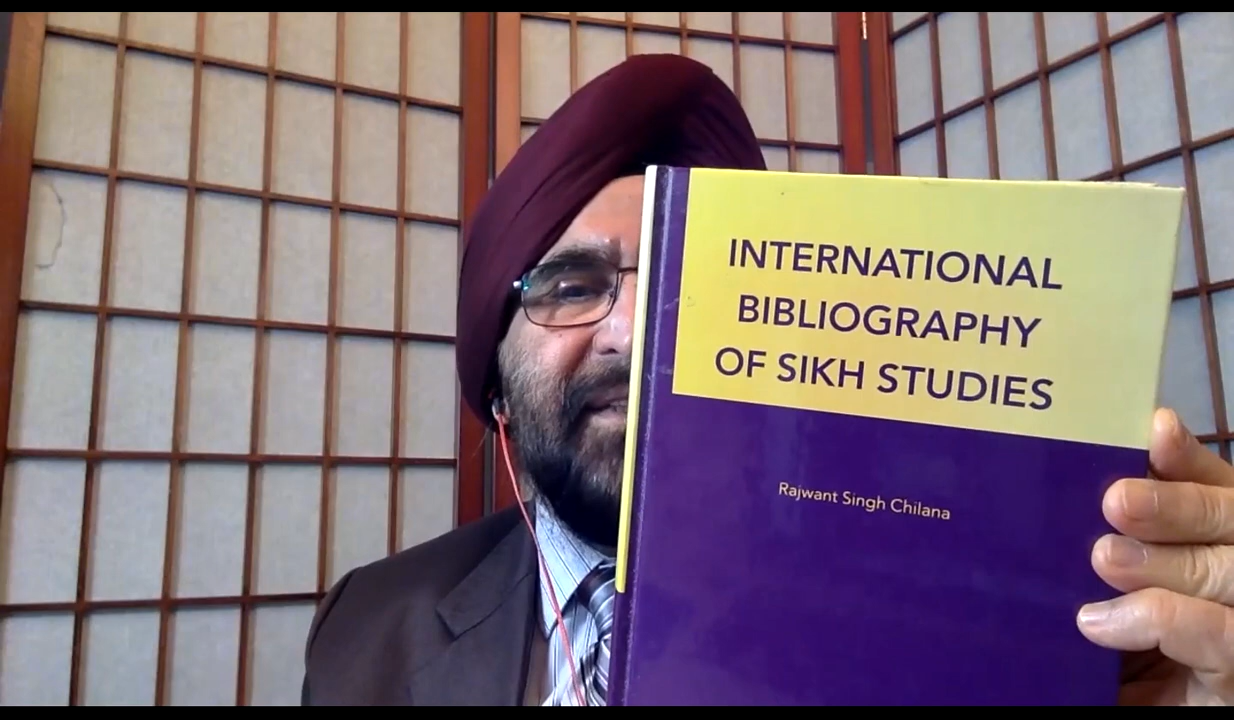 INTERNATIONAL
BIBLIOGRAPHY
OF SIKH STUDIES
Rajwant Singh Chilana